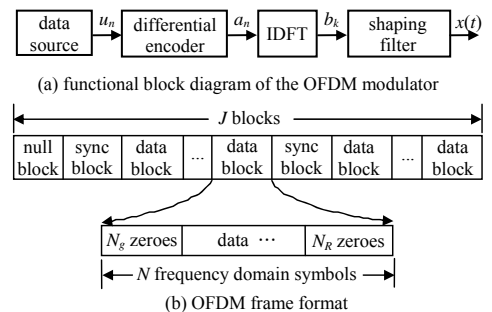 data source
u_n
differential encoder
a_n
IDFT
b_k
shaping filter
x(t)
(a) functional block diagram of the OFDM modulator
J blocks
null block
sync block
data block
...
data block
sync block
data block
...
data block
N_g zeroes
data ...
N_R zeroes
N frequency domain symbols
(b) OFDM frame format